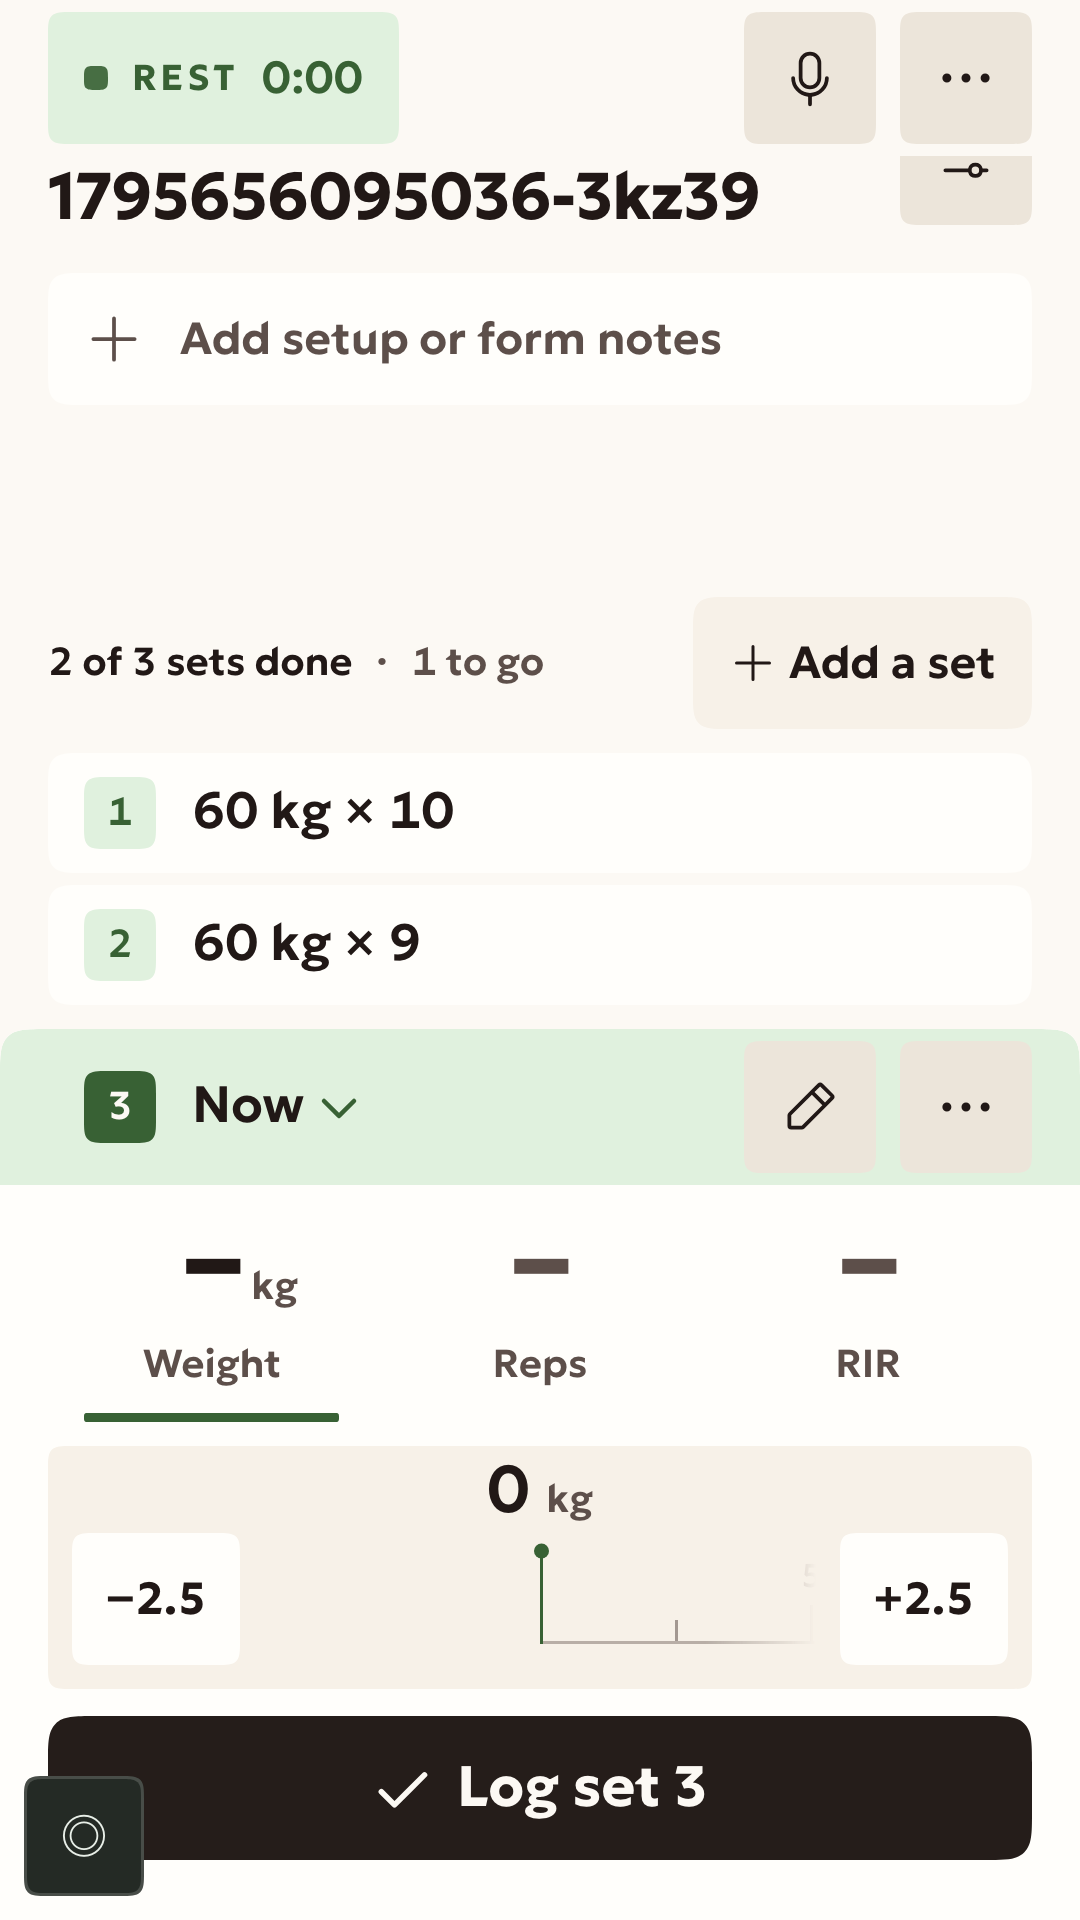 REST 0:00
1795656095036-3kz39
Add setup or form notes
2 of 3 sets done · 1 to go
Add a set
1 60 kg × 10
2 60 kg × 9
3 Now
– kg – –
Weight Reps RIR
0 kg
−2.5 5 +2.5
Log set 3